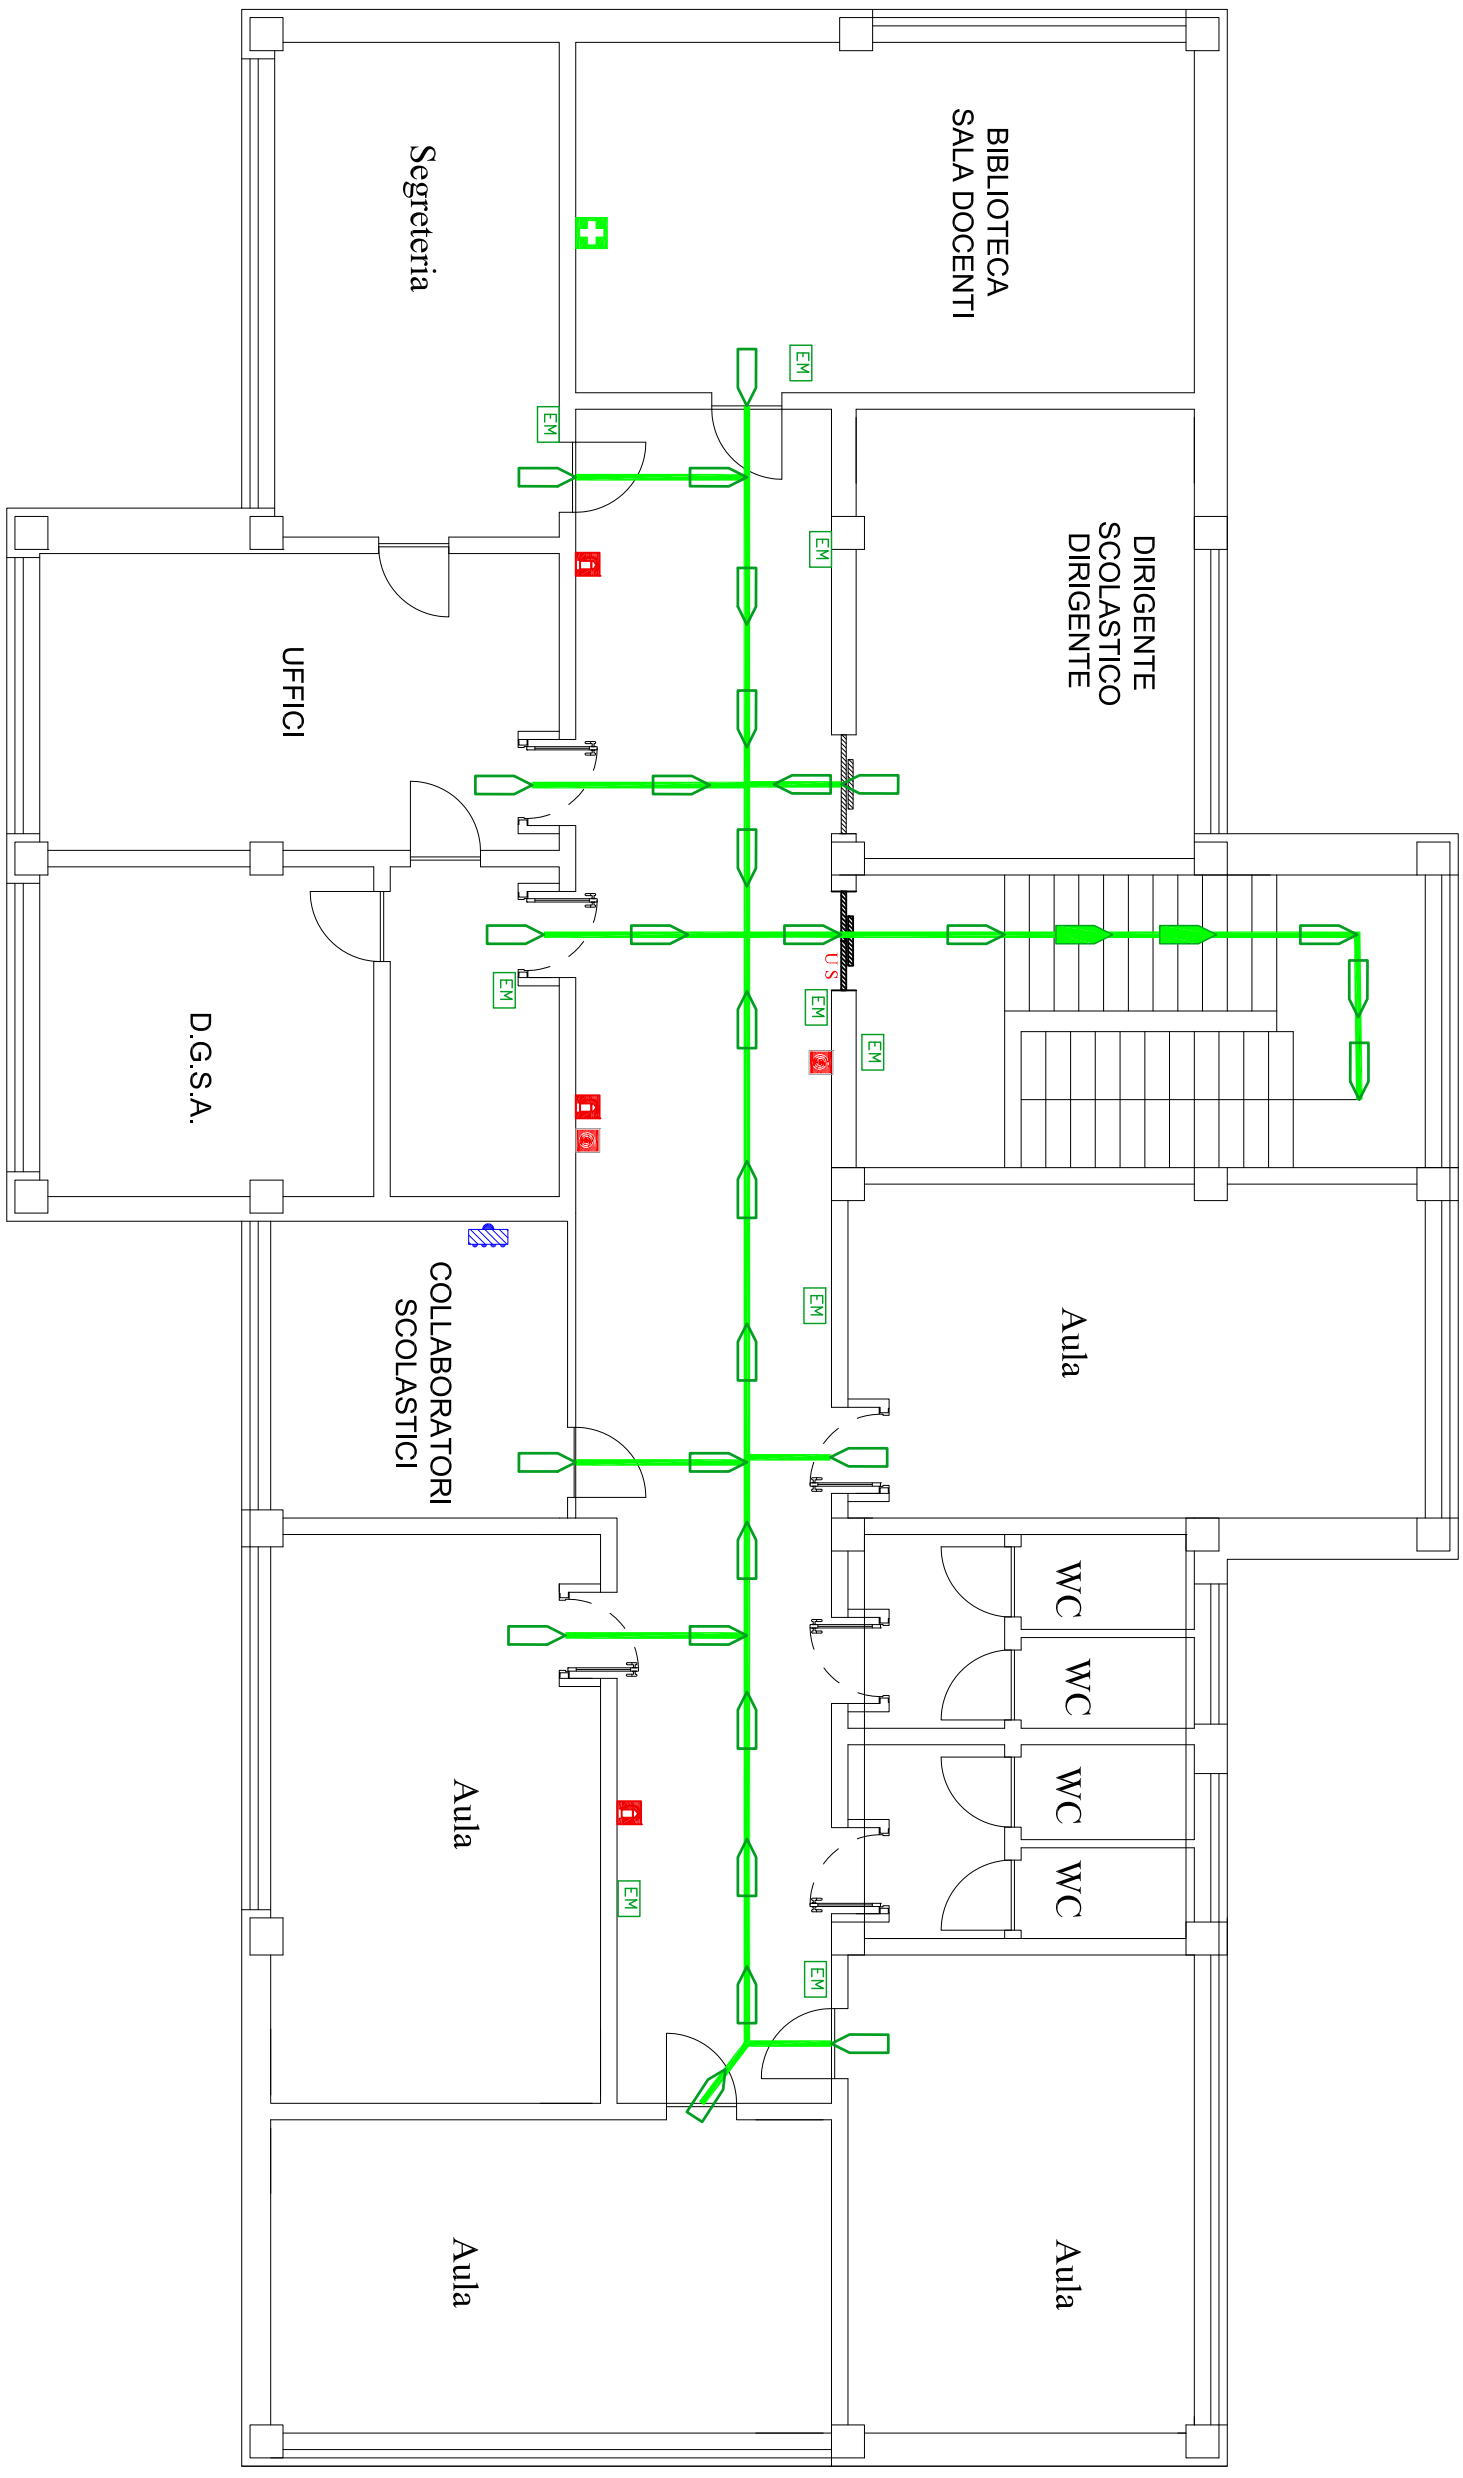 BIBLIOTECA
SALA DOCENTI
DIRIGENTE
SCOLASTICO
DIRIGENTE
Aula
WC
WC
WC
WC
Aula
EM
EM
EM
U S
EM
EM
EM
EM
EM
EM
Segreteria
COLLABORATORI
SCOLASTICI
Aula
Aula
UFFICI
D.G.S.A.